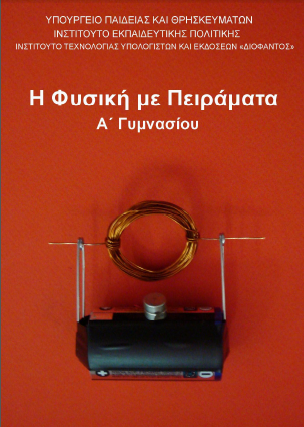 ΥΠΟΥΡΓΕΙΟ ΠΑΙΔΕΙΑΣ ΚΑΙ ΘΡΗΣΚΕΥΜΑΤΩΝ
ΙΝΣΤΙΤΟΥΤΟ ΕΚΠΑΙΔΕΥΤΙΚΗΣ ΠΟΛΙΤΙΚΗΣ
ΙΝΣΤΙΤΟΥΤΟ ΤΕΧΝΟΛΟΓΙΑΣ ΥΠΟΛΟΓΙΣΤΩΝ ΚΑΙ ΕΚΔΟΣΕΩΝ «ΔΙΟΦΑΝΤΟΣ»
Η Φυσική με Πειράματα
Α΄ Γυμνασίου